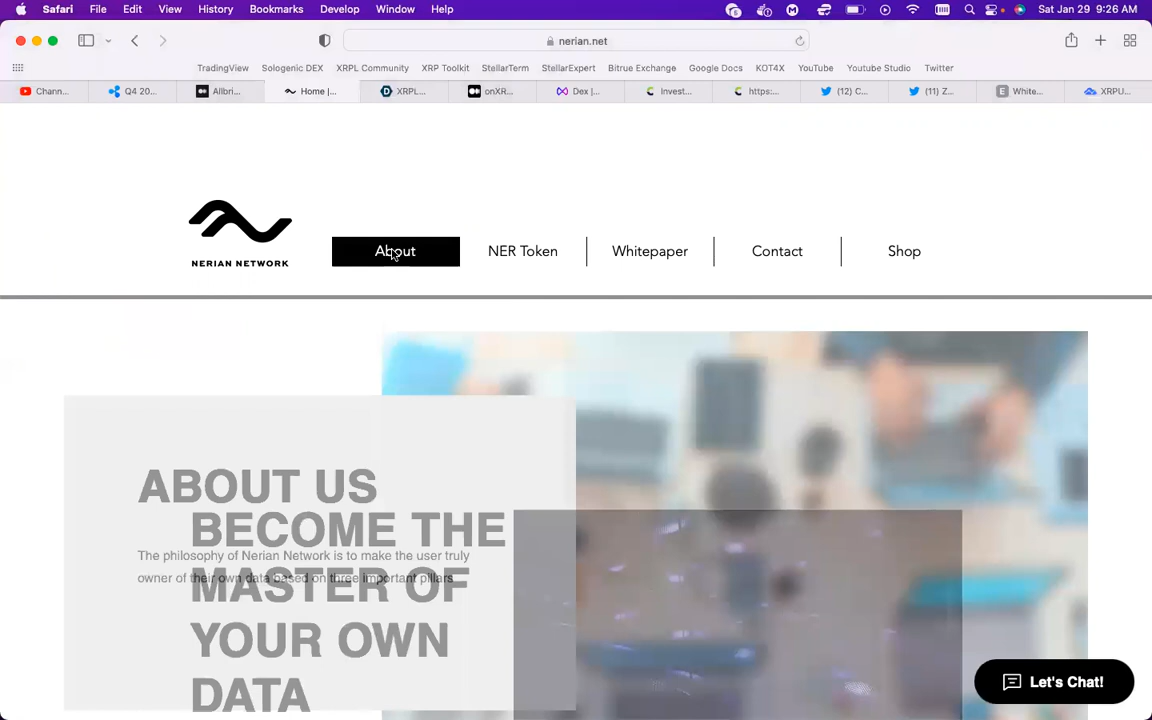 Safari File Edit View History Bookmarks Develop Window Help Sat Jan 29 9:26 AM
nerian.net
TradingView Sologenic DEX XRPL Community XRP Toolkit StellarTerm StellarExpert Bitrue Exchange Google Docs KOT4X YouTube Youtube Studio Twitter
Chann... Q4 20... Allbri... Home |... XRPL... onXR... Dex |... Invest... https:... (12) C... (11) Z... White... XRPU...
NERIAN NETWORK
About NER Token Whitepaper Contact Shop
ABOUT US
BECOME THE
The philosophy of Nerian Network is to make the user truly
owner of their own data based on three important pillars
MASTER OF
YOUR OWN
DATA
Let's Chat!